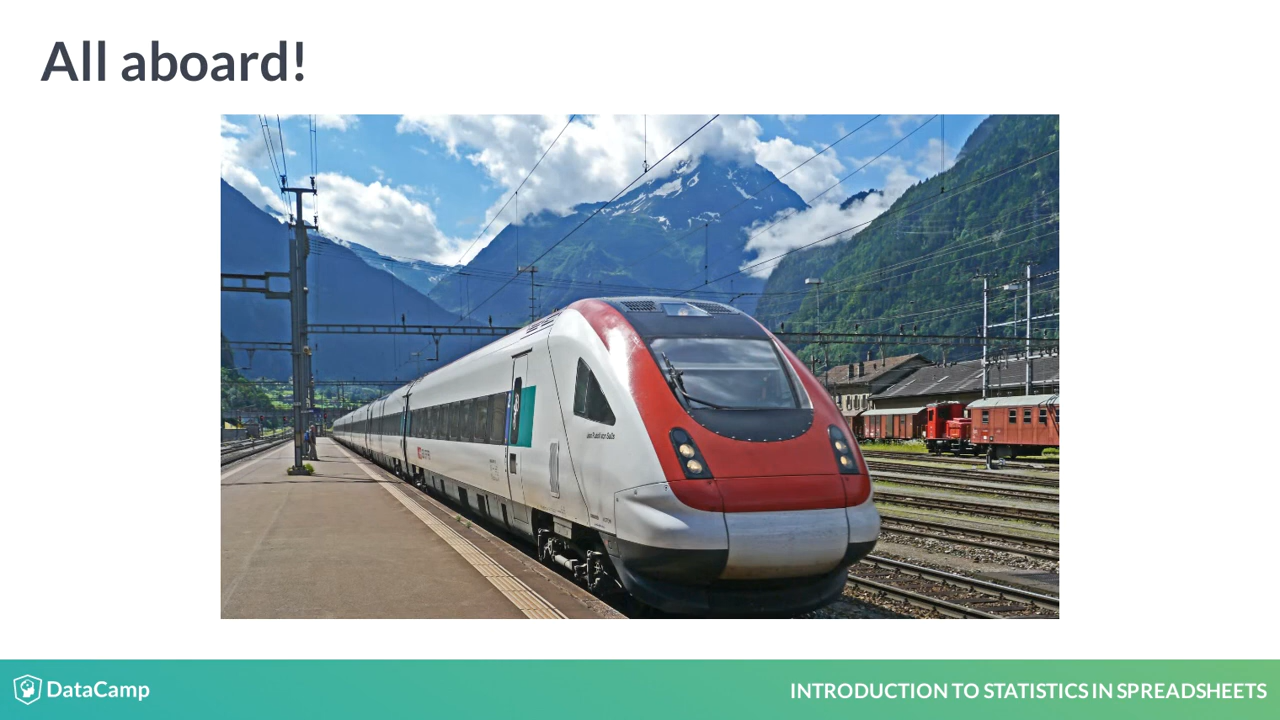 All aboard!
DataCamp
INTRODUCTION TO STATISTICS IN SPREADSHEETS